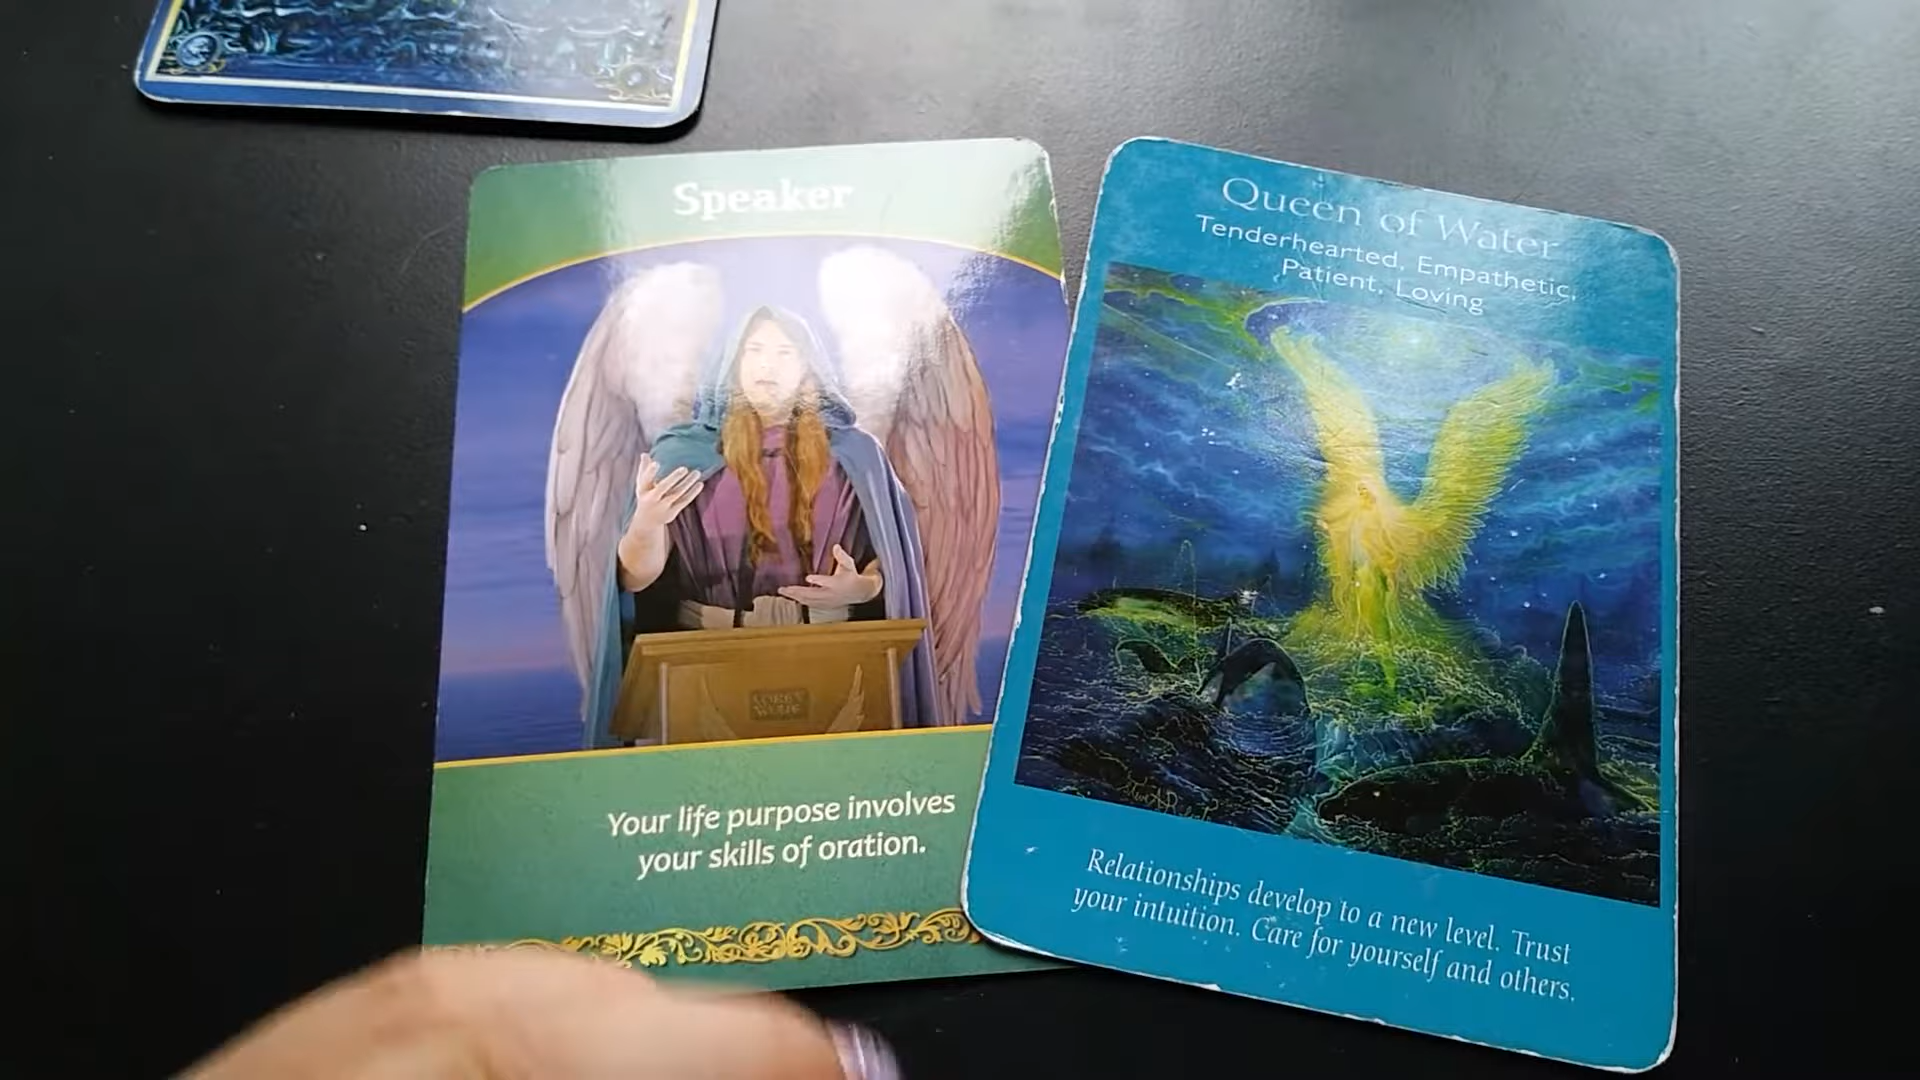 Speaker
Your life purpose involves
your skills of oration.
Queen of Water
Tenderhearted, Empathetic,
Patient, Loving
Relationships develop to a new level. Trust
your intuition. Care for yourself and others.